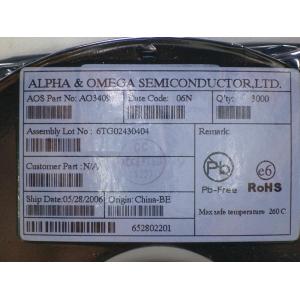 ALPHA & OMEGA SEMICONDUCTOR,LTD.
AOS Part No: AO3409 Date Code: 06N Q'ty: 3000
Assembly Lot No : 6TG02430404 Remark:
Customer Part : N/A
Pb e6
Pb-Free RoHS
Ship Date :05/28/2006 Origin: China-BE
Max safe temperature 260 C
652802201